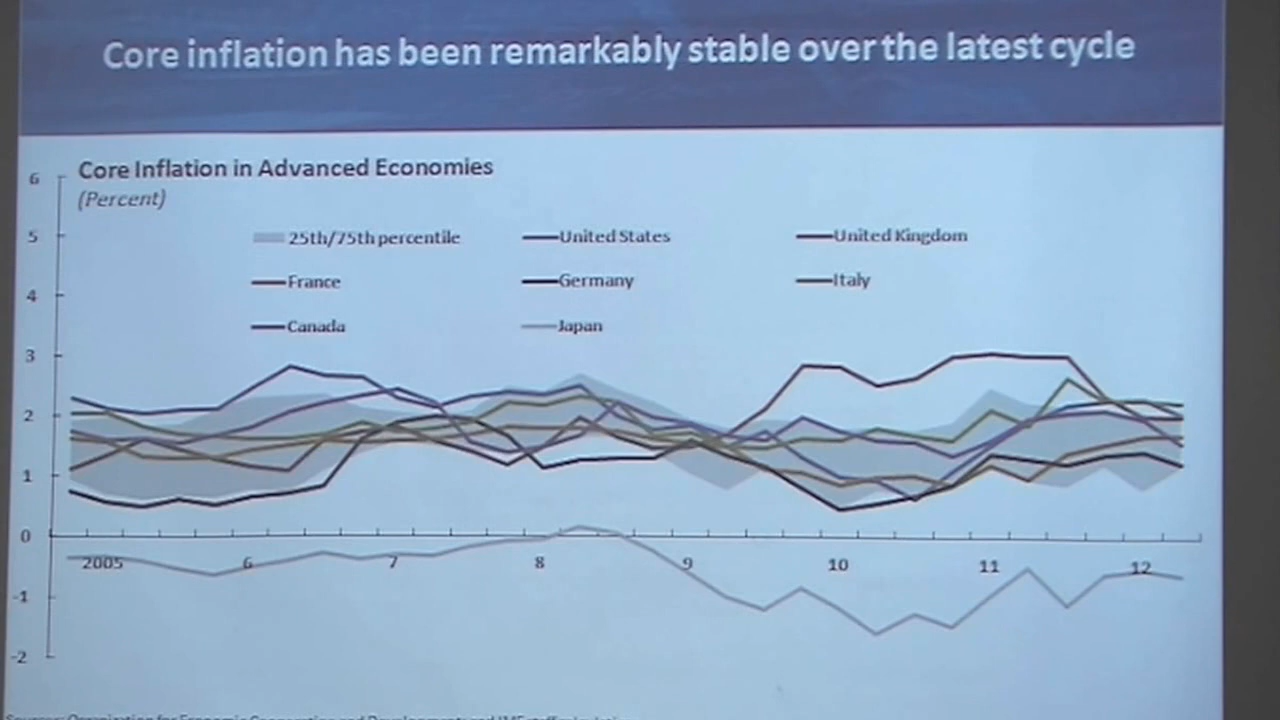 Core inflation has been remarkably stable over the latest cycle
Core Inflation in Advanced Economies
(Percent)
6
5
4
3
2
1
0
-1
-2
25th/75th percentile
United States
United Kingdom
France
Germany
Italy
Canada
Japan
2005 6 7 8 9 10 11 12